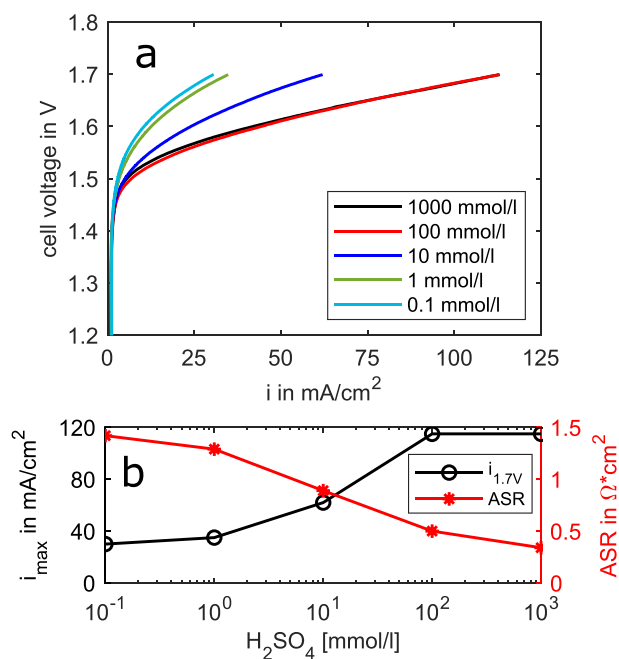 a
cell voltage in V
1.8
1.7
1.6
1.5
1.4
1.3
1.2
1000 mmol/l
100 mmol/l
10 mmol/l
1 mmol/l
0.1 mmol/l
0 25 50 75 100 125
i in mA/cm²
b
i_max in mA/cm²
120
80
40
0
i_1.7V
ASR
1.5
1
0.5
0
ASR in Ω*cm²
10⁻¹ 10⁰ 10¹ 10² 10³
H₂SO₄ [mmol/l]